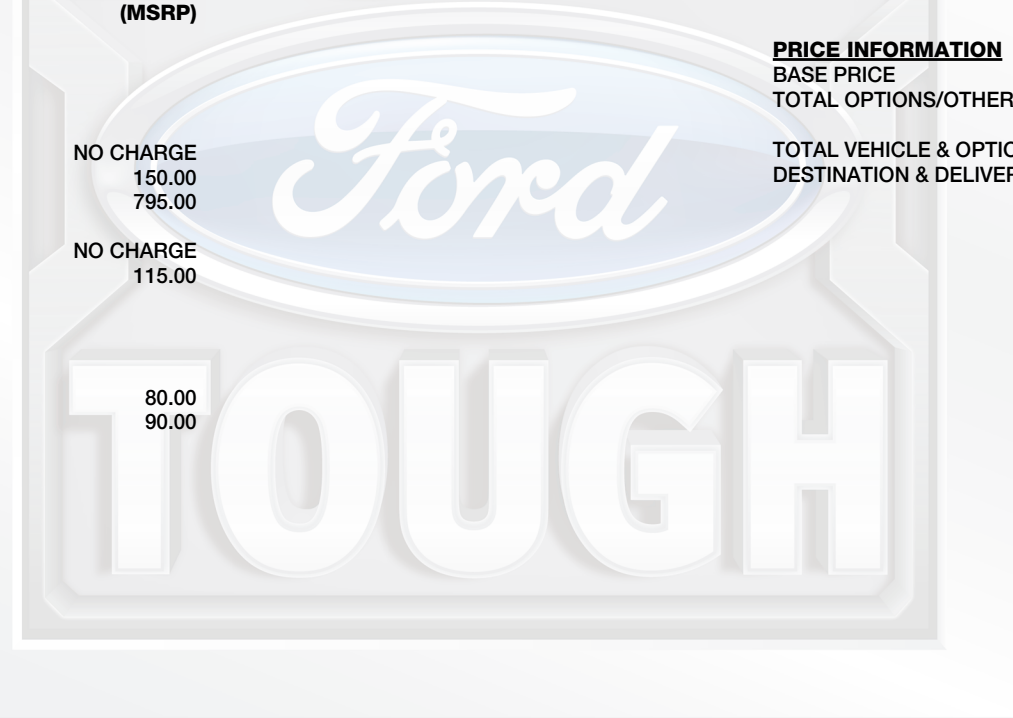 (MSRP)
NO CHARGE
150.00
795.00
NO CHARGE
115.00
80.00
90.00
PRICE INFORMATION
BASE PRICE
TOTAL OPTIONS/OTHER
TOTAL VEHICLE & OPTIO
DESTINATION & DELIVER
Ford
TOUGH